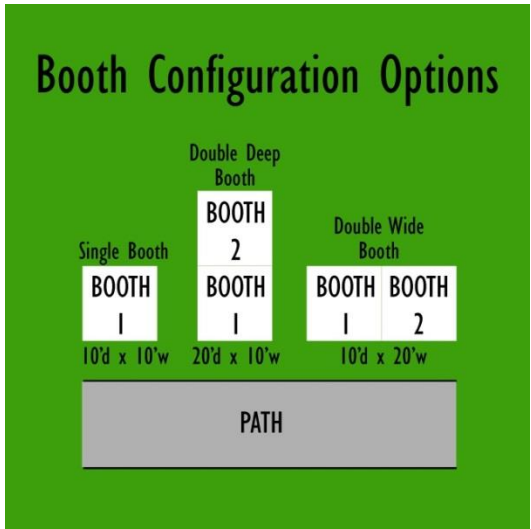 Booth Configuration Options
Double Deep
Booth
BOOTH
2
Single Booth
BOOTH
1
BOOTH
1
Double Wide
Booth
BOOTH
1
BOOTH
2
10'd x 10'w
20'd x 10'w
10'd x 20'w
PATH